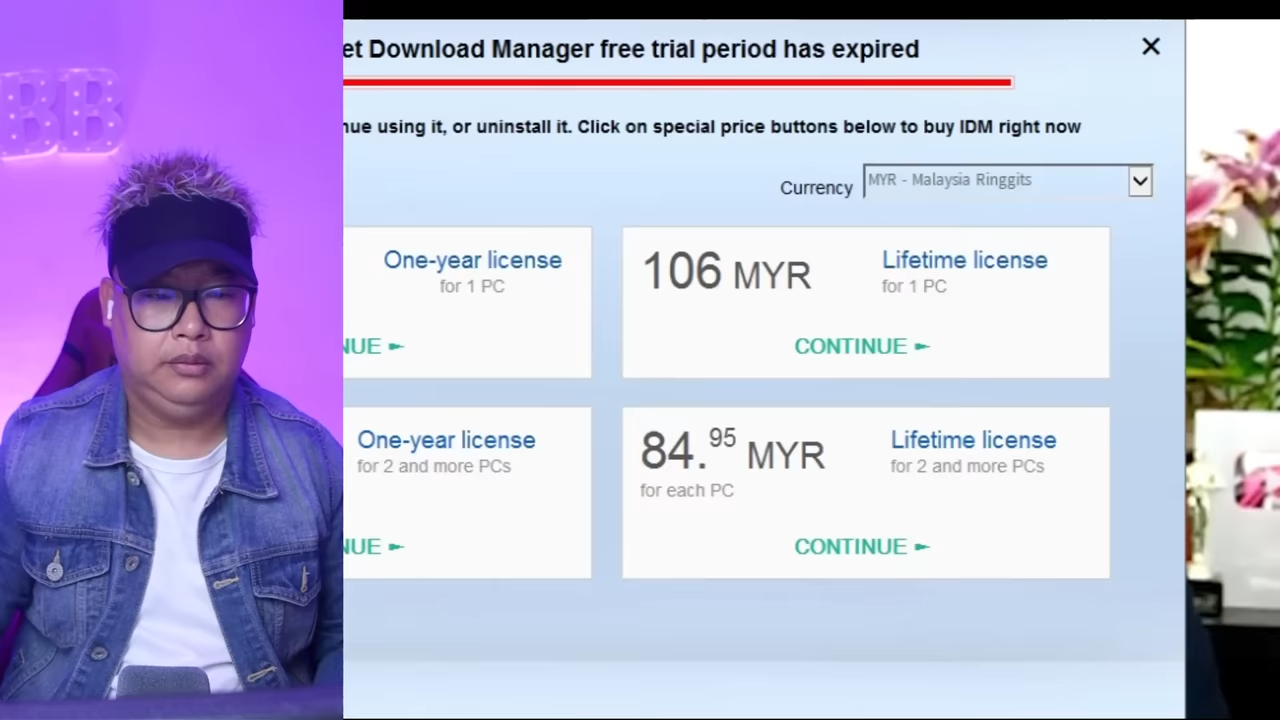 BB
et Download Manager free trial period has expired
nue using it, or uninstall it. Click on special price buttons below to buy IDM right now
Currency MYR - Malaysia Ringgits
One-year license
for 1 PC
NUE
106 MYR
Lifetime license
for 1 PC
CONTINUE
One-year license
for 2 and more PCs
NUE
84.95 MYR
for each PC
Lifetime license
for 2 and more PCs
CONTINUE